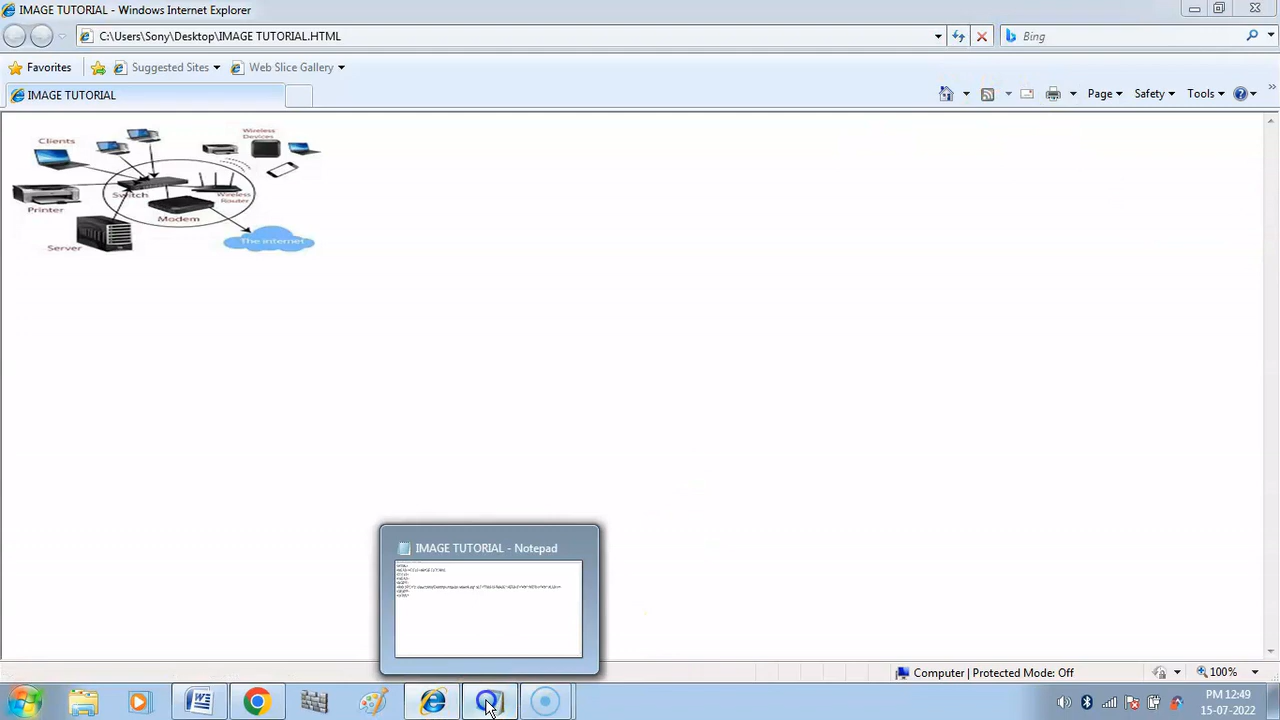 IMAGE TUTORIAL - Windows Internet Explorer
C:\Users\Sony\Desktop\IMAGE TUTORIAL.HTML
Bing
Favorites
Suggested Sites
Web Slice Gallery
IMAGE TUTORIAL
Page
Safety
Tools
»
Clients
Wireless
Devices
Switch
Wireless
Router
Printer
Modem
Server
The Internet
IMAGE TUTORIAL - Notepad
Computer | Protected Mode: Off
100%
PM 12:49
15-07-2022